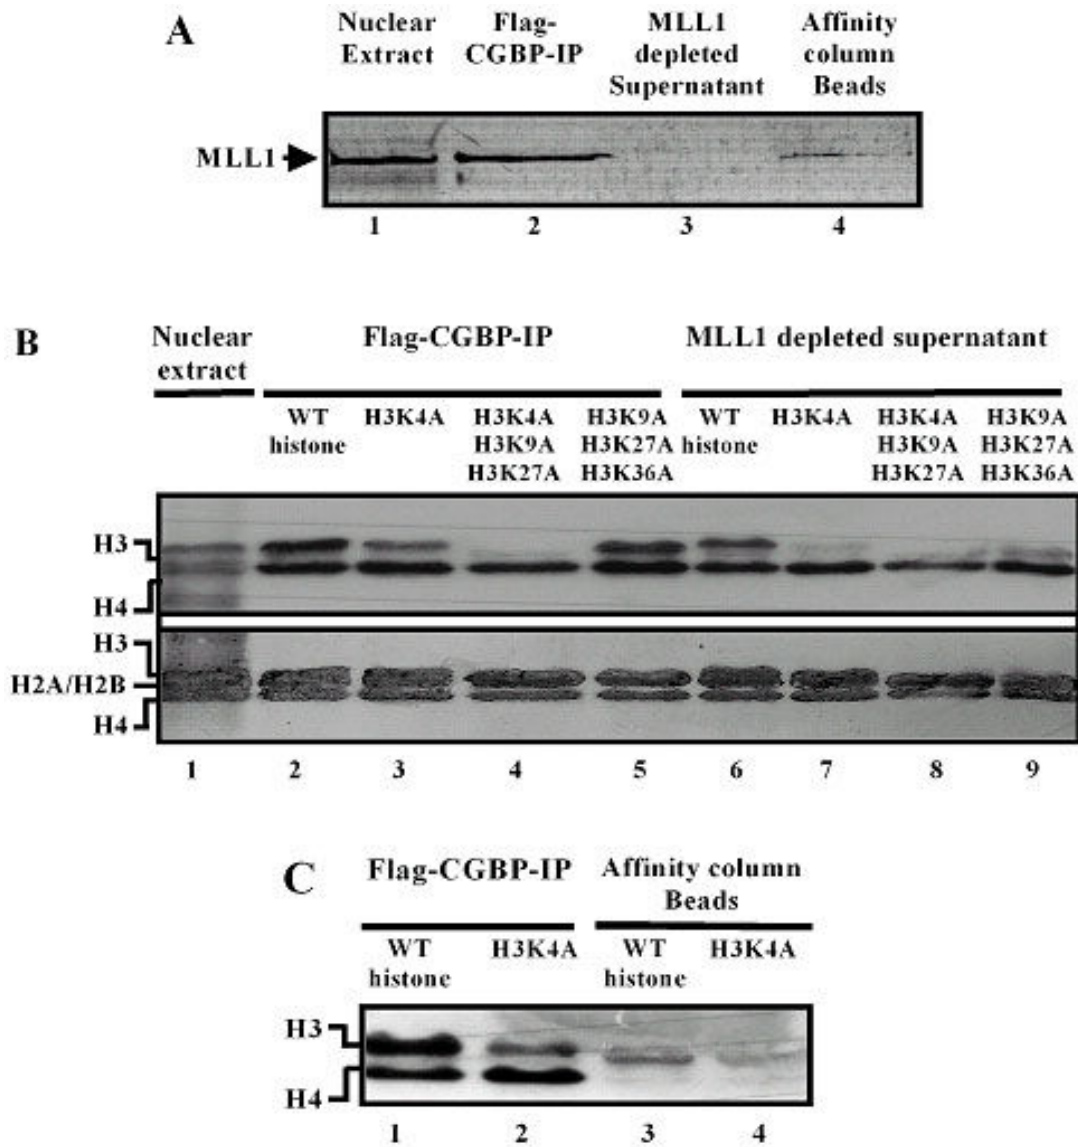 A
Nuclear Extract
Flag-CGBP-IP
MLL1 depleted Supernatant
Affinity column Beads
MLL1
1 2 3 4
B
Nuclear extract
Flag-CGBP-IP
MLL1 depleted supernatant
WT histone
H3K4A
H3K4A H3K9A H3K27A
H3K9A H3K27A H3K36A
WT histone
H3K4A
H3K4A H3K9A H3K27A
H3K9A H3K27A H3K36A
H3
H4
H3
H2A/H2B
H4
1 2 3 4 5 6 7 8 9
C
Flag-CGBP-IP
Affinity column Beads
WT histone
H3K4A
WT histone
H3K4A
H3
H4
1 2 3 4